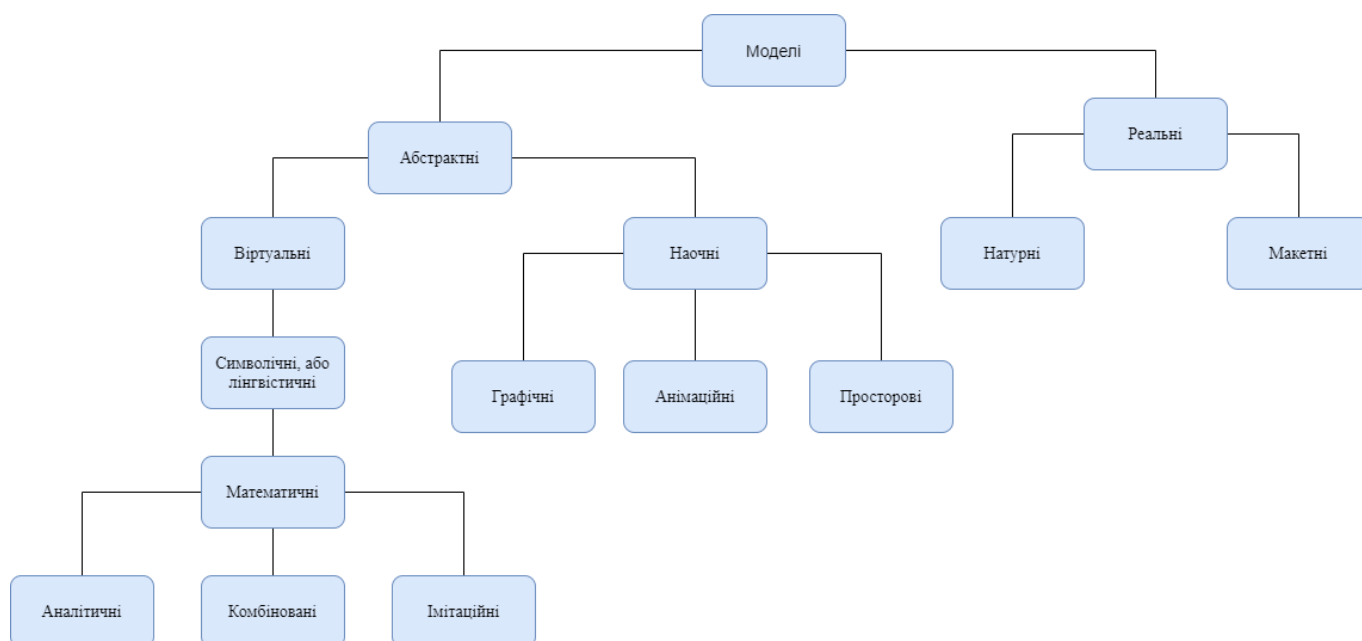 Моделі
Реальні
Абстрактні
Віртуальні
Наочні
Натурні
Макетні
Символічні, або
лінгвістичні
Графічні
Анімаційні
Просторові
Математичні
Аналітичні
Комбіновані
Імітаційні